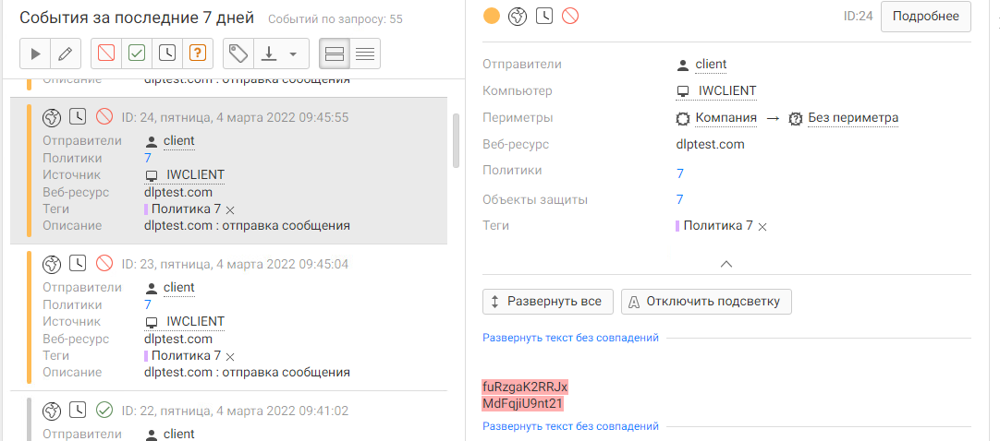 События за последние 7 дней Событий по запросу: 55
Описание dlptest.com : отправка сообщения
ID: 24, пятница, 4 марта 2022 09:45:55
Отправители client
Политики 7
Источник IWCLIENT
Веб-ресурс dlptest.com
Теги Политика 7
Описание dlptest.com : отправка сообщения
ID: 23, пятница, 4 марта 2022 09:45:04
Отправители client
Политики 7
Источник IWCLIENT
Веб-ресурс dlptest.com
Теги Политика 7
Описание dlptest.com : отправка сообщения
ID: 22, пятница, 4 марта 2022 09:41:02
Отправители client
ID:24 Подробнее
Отправители client
Компьютер IWCLIENT
Периметры Компания → Без периметра
Веб-ресурс dlptest.com
Политики 7
Объекты защиты 7
Теги Политика 7
Развернуть все Отключить подсветку
Развернуть текст без совпадений
fuRzgaK2RRJx
MdFqjiU9nt21
Развернуть текст без совпадений